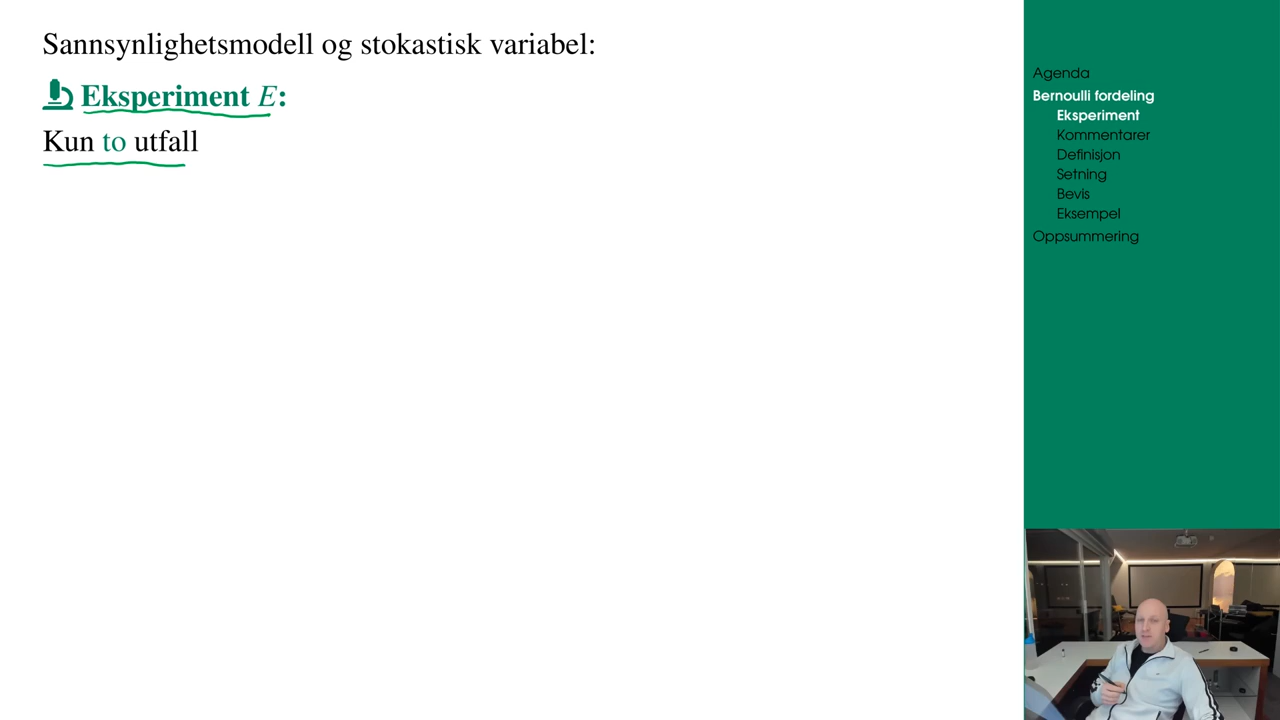 Sannsynlighetsmodell og stokastisk variabel:
Eksperiment E:
Kun to utfall
Agenda
Bernoulli fordeling
Eksperiment
Kommentarer
Definisjon
Setning
Bevis
Eksempel
Oppsummering